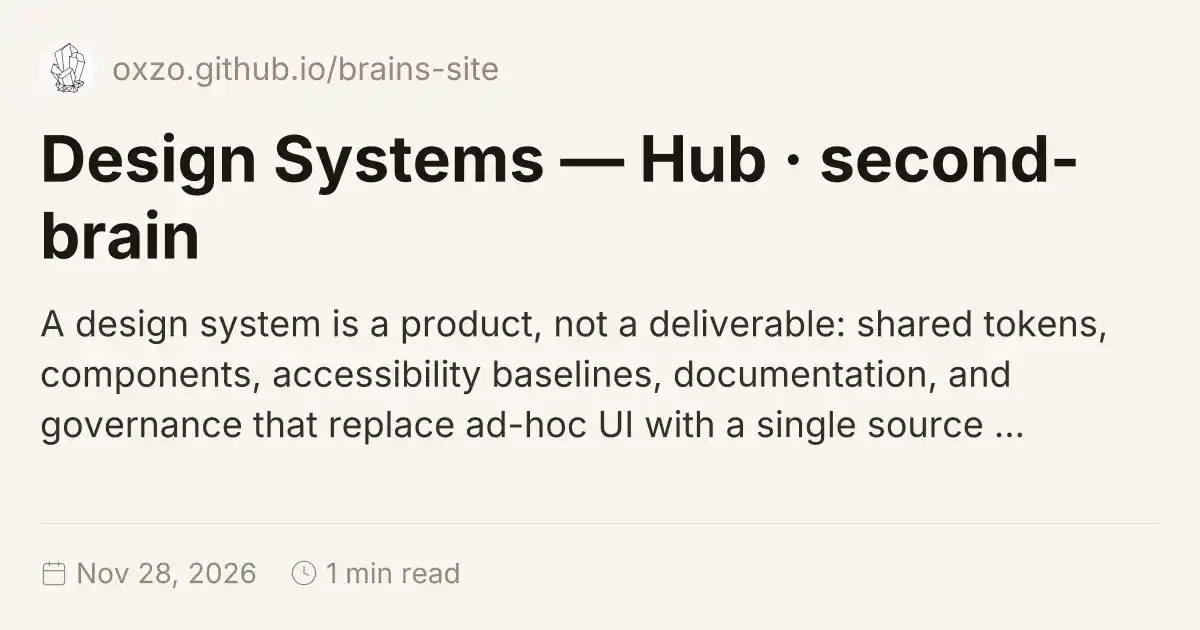 oxzo.github.io/brains-site
Design Systems — Hub · second-
brain
A design system is a product, not a deliverable: shared tokens,
components, accessibility baselines, documentation, and
governance that replace ad-hoc UI with a single source ...
Nov 28, 2026 1 min read